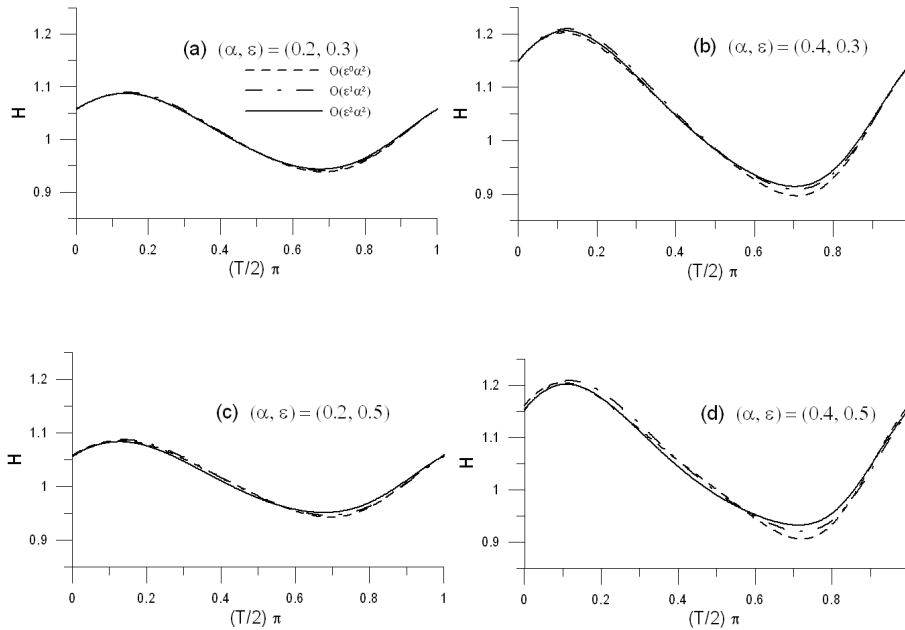 1.2
(a) (α, ε) = (0.2, 0.3)
O(ε⁰α²)
O(ε¹α²)
O(ε²α²)
1.1
H
1
0.9
0 0.2 0.4 0.6 0.8 1
(T/2) π
1.2
(b) (α, ε) = (0.4, 0.3)
1.1
H
1
0.9
0 0.2 0.4 0.6 0.8
(T/2) π
1.2
(c) (α, ε) = (0.2, 0.5)
1.1
H
1
0.9
0 0.2 0.4 0.6 0.8 1
(T/2) π
1.2
(d) (α, ε) = (0.4, 0.5)
1.1
H
1
0.9
0 0.2 0.4 0.6 0.8
(T/2) π